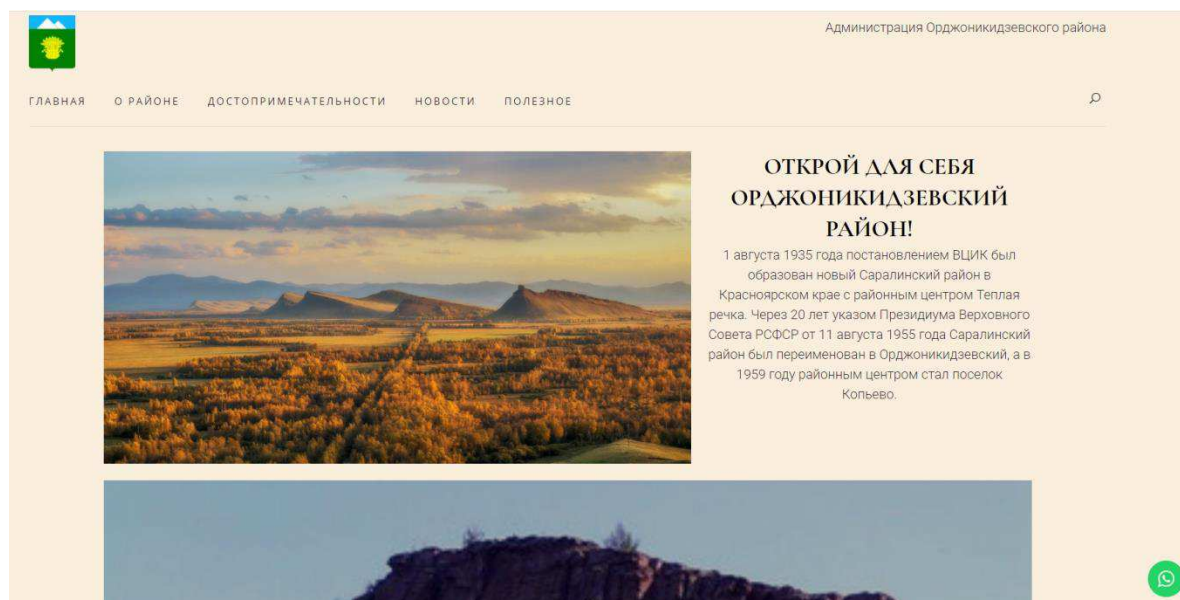 Администрация Орджоникидзевского района
ГЛАВНАЯ О РАЙОНЕ ДОСТОПРИМЕЧАТЕЛЬНОСТИ НОВОСТИ ПОЛЕЗНОЕ
ОТКРОЙ ДЛЯ СЕБЯ
ОРДЖОНИКИДЗЕВСКИЙ
РАЙОН!
1 августа 1935 года постановлением ВЦИК был
образован новый Саралинский район в
Красноярском крае с районным центром Теплая
речка. Через 20 лет указом Президиума Верховного
Совета РСФСР от 11 августа 1955 года Саралинский
район был переименован в Орджоникидзевский, а в
1959 году районным центром стал поселок
Копьево.